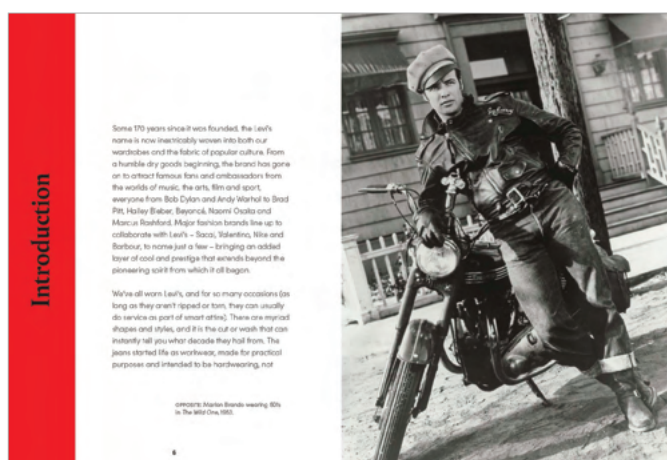 Introduction
Some 170 years since it was founded, the Levi's
name is now inextricably woven into both our
wardrobes and the fabric of popular culture. From
a humble dry goods beginning, the brand has gone
on to attract famous fans and ambassadors from
the worlds of music, the arts, film and sport,
everyone from Bob Dylan and Andy Warhol to Brad
Pitt, Hailey Bieber, Beyoncé, Naomi Osaka and
Marcus Rashford. Major fashion brands line up to
collaborate with Levi's – Sacai, Valentino, Nike and
Barbour, to name just a few – bringing an added
layer of cool and prestige that extends beyond the
pioneering spirit from which it all began.
We're all worn Levi's, and for so many occasions (as
long as they aren't ripped or torn, they can usually
do service as part of smart attire). There are myriad
shapes and styles, and it is the cut or wash that can
instantly tell you what decade they hail from. The
jeans started life as workwear, made for practical
purposes and intended to be hardwearing, not
OPPOSITE: Marlon Brando wearing 501s
in The Wild One, 1953.
6
Johnny